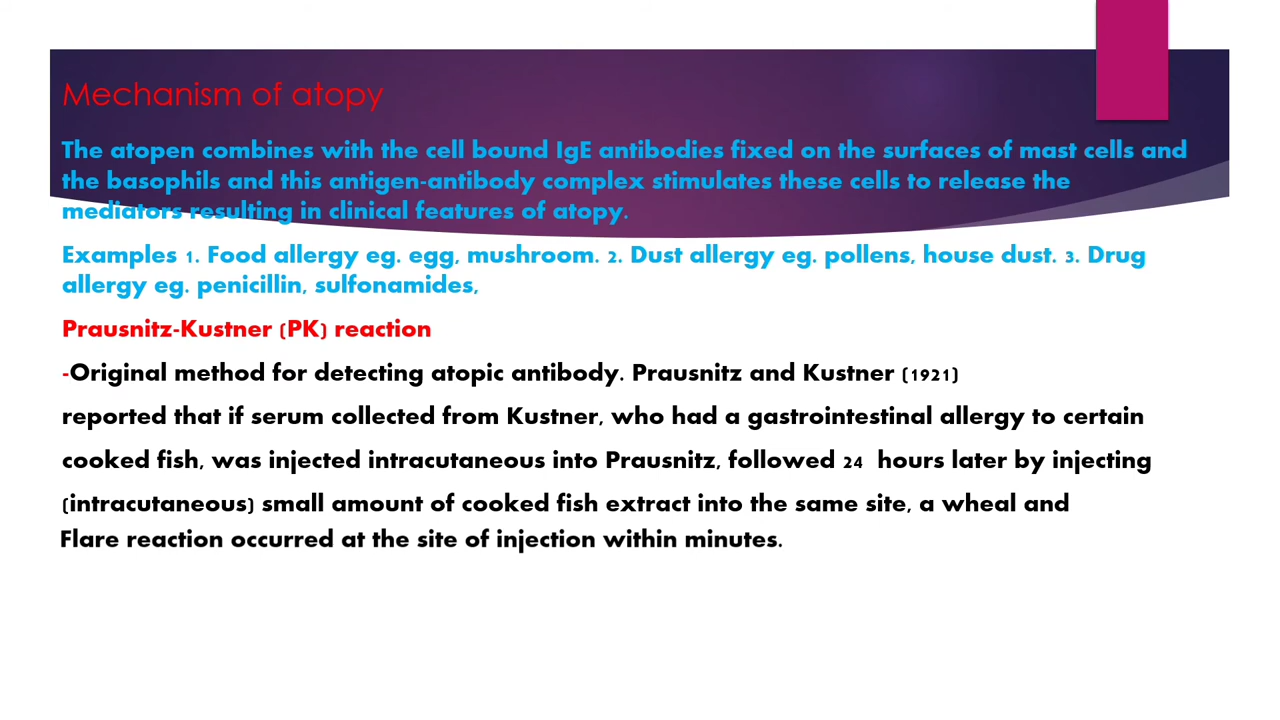 Mechanism of atopy
The atopen combines with the cell bound IgE antibodies fixed on the surfaces of mast cells and
the basophils and this antigen-antibody complex stimulates these cells to release the
mediators resulting in clinical features of atopy.
Examples 1. Food allergy eg. egg, mushroom. 2. Dust allergy eg. pollens, house dust. 3. Drug
allergy eg. penicillin, sulfonamides,
Prausnitz-Kustner (PK) reaction
-Original method for detecting atopic antibody. Prausnitz and Kustner (1921)
reported that if serum collected from Kustner, who had a gastrointestinal allergy to certain
cooked fish, was injected intracutaneous into Prausnitz, followed 24 hours later by injecting
(intracutaneous) small amount of cooked fish extract into the same site, a wheal and
Flare reaction occurred at the site of injection within minutes.